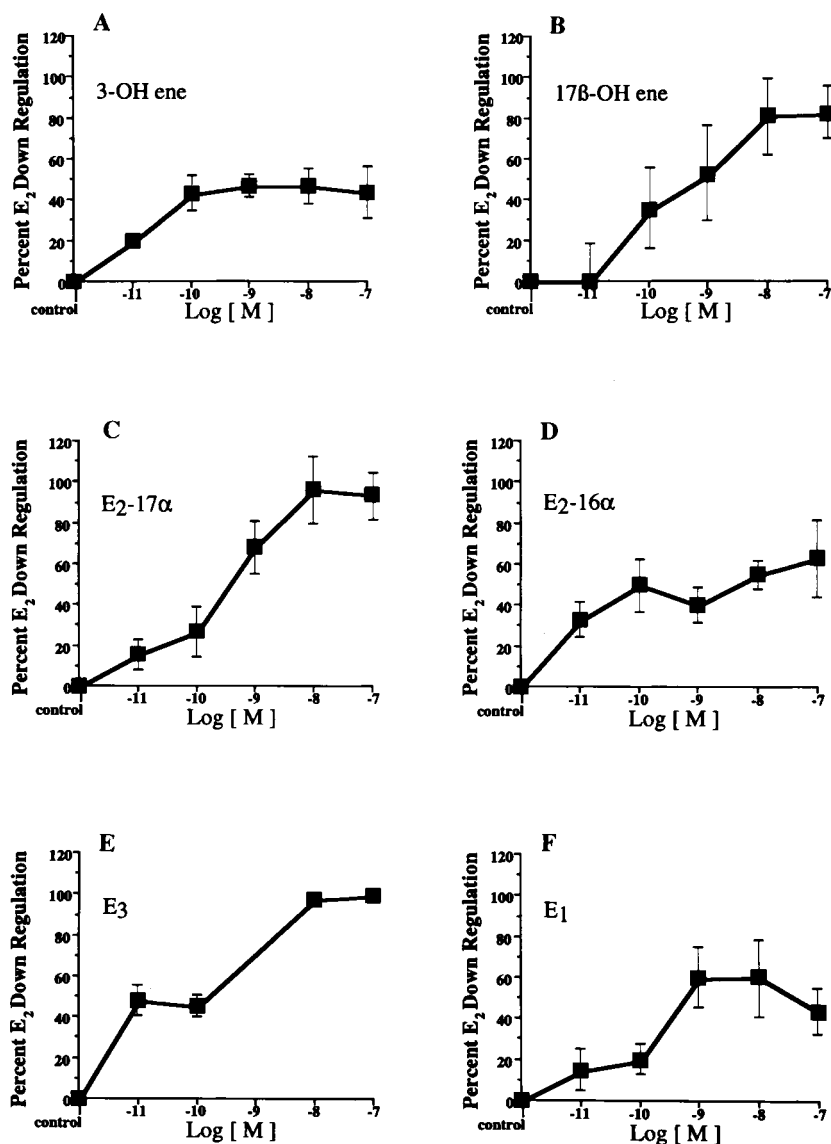 A
Percent E₂ Down Regulation
120
100
80
60
40
20
0
3-OH ene
control
-11
-10
-9
-8
-7
Log [ M ]
B
Percent E₂ Down Regulation
120
100
80
60
40
20
0
17ß-OH ene
control
-11
-10
-9
-8
-7
Log [ M ]
C
Percent E₂ Down Regulation
120
100
80
60
40
20
0
E₂-17α
control
-11
-10
-9
-8
-7
Log [ M ]
D
Percent E₂ Down Regulation
120
100
80
60
40
20
0
E₂-16α
control
-11
-10
-9
-8
-7
Log [ M ]
E
Percent E₂ Down Regulation
120
100
80
60
40
20
0
E₃
control
-11
-10
-9
-8
-7
Log [ M ]
F
Percent E₂ Down Regulation
120
100
80
60
40
20
0
E₁
control
-11
-10
-9
-8
-7
Log [ M ]